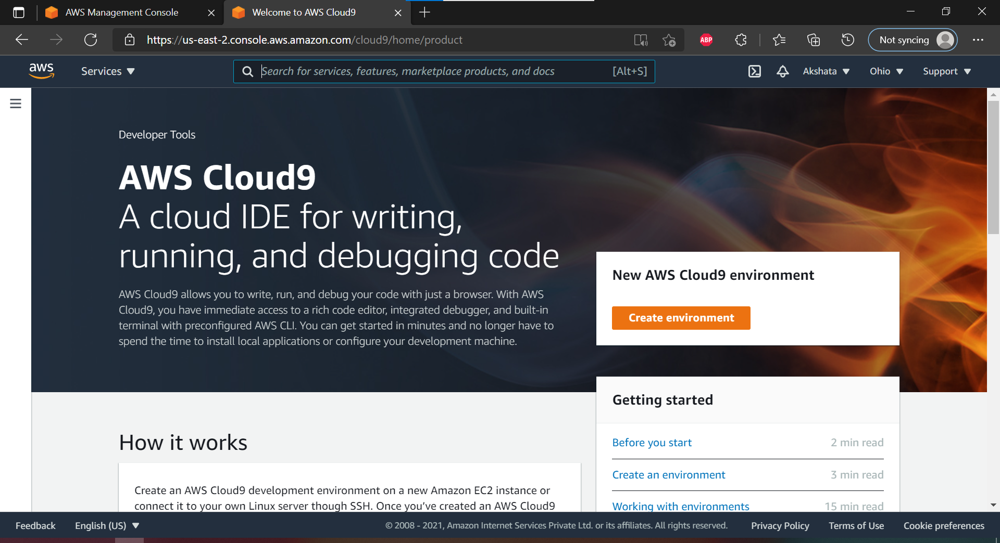 AWS Management Console
Welcome to AWS Cloud9
https://us-east-2.console.aws.amazon.com/cloud9/home/product
ABP
Not syncing
aws
Services
Search for services, features, marketplace products, and docs
[Alt+S]
Akshata
Ohio
Support
Developer Tools
AWS Cloud9
A cloud IDE for writing,
running, and debugging code
AWS Cloud9 allows you to write, run, and debug your code with just a browser. With AWS
Cloud9, you have immediate access to a rich code editor, integrated debugger, and built-in
terminal with preconfigured AWS CLI. You can get started in minutes and no longer have to
spend the time to install local applications or configure your development machine.
New AWS Cloud9 environment
Create environment
Getting started
Before you start 2 min read
Create an environment 3 min read
Working with environments 15 min read
How it works
Create an AWS Cloud9 development environment on a new Amazon EC2 instance or
connect it to your own Linux server though SSH. Once you've created an AWS Cloud9
Feedback
English (US)
© 2008 - 2021, Amazon Internet Services Private Ltd. or its affiliates. All rights reserved.
Privacy Policy
Terms of Use
Cookie preferences